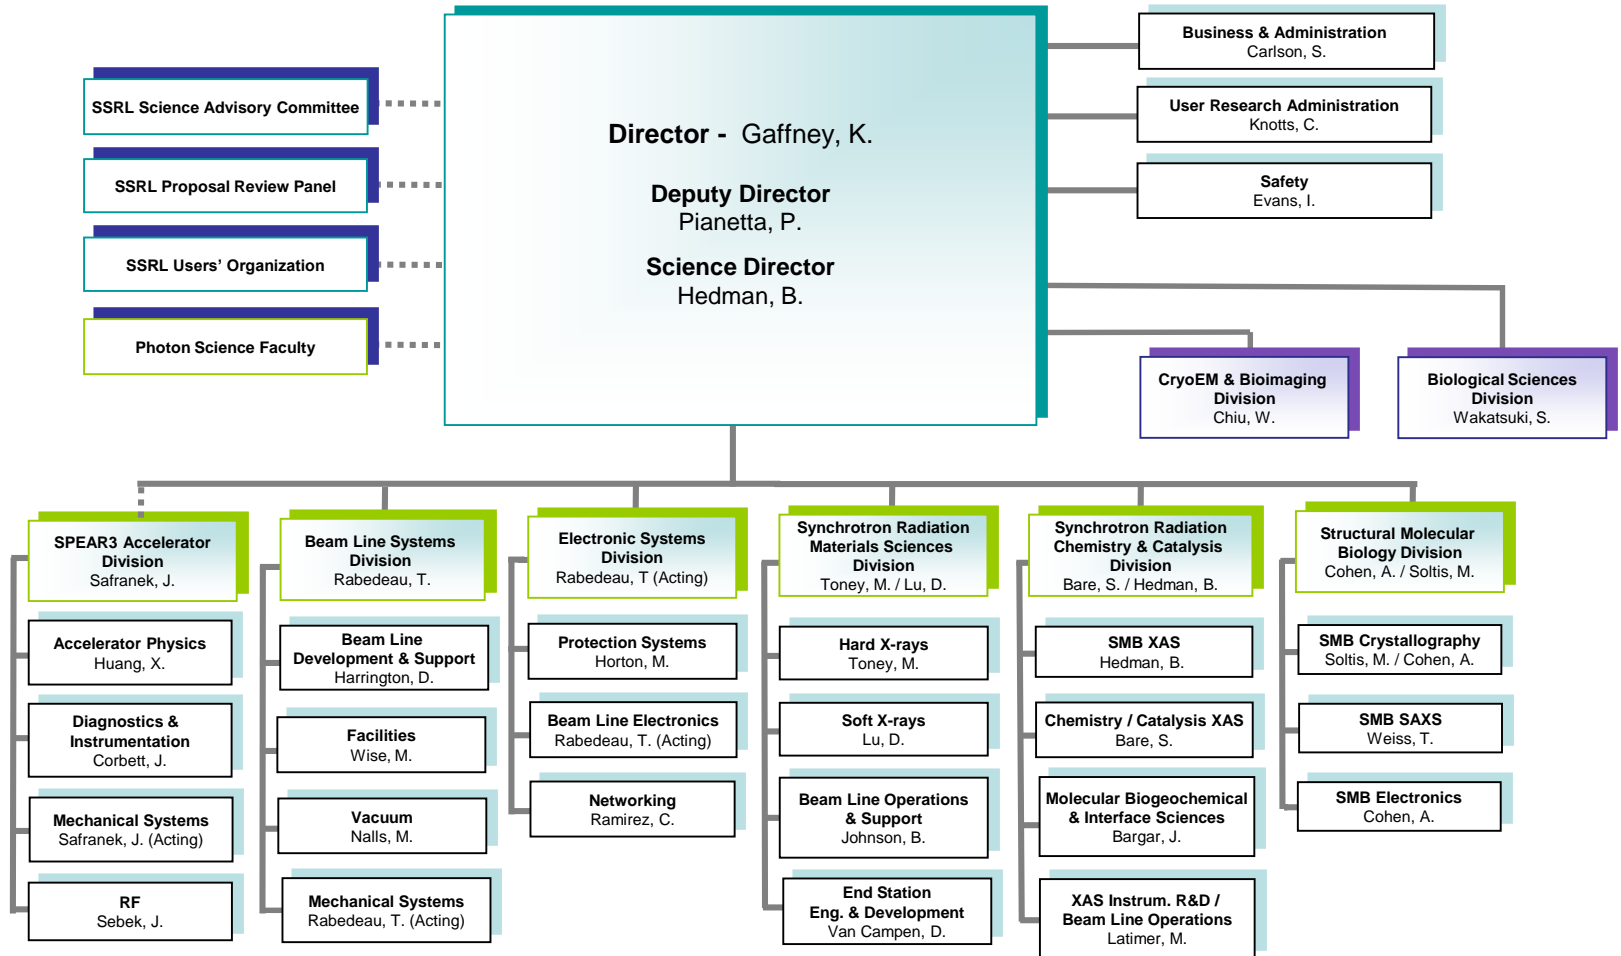 Business & Administration
Carlson, S.
SSRL Science Advisory Committee
User Research Administration
Knotts, C.
Director -  Gaffney, K.
SSRL Proposal Review Panel
Safety
Evans, I.
Deputy Director
Pianetta, P.
SSRL Users’ Organization
Science Director
Hedman, B.
Photon Science Faculty
CryoEM & Bioimaging
Division
Chiu, W.
Biological Sciences
Division
Wakatsuki, S.
SPEAR3 Accelerator
Division
Safranek, J.
Accelerator Physics
Huang, X.
Diagnostics &
Instrumentation
Corbett, J.
Mechanical Systems
Safranek, J. (Acting)
RF
Sebek, J.
Beam Line Systems
Division
Rabedeau, T.
Beam Line
Development & Support
Harrington, D.
Facilities
Wise, M.
Vacuum
Nalls, M.
Mechanical Systems
Rabedeau, T. (Acting)
Electronic Systems
Division
Rabedeau, T (Acting)
Protection Systems
Horton, M.
Beam Line Electronics
Rabedeau, T. (Acting)
Networking
Ramirez, C.
Synchrotron Radiation
Materials Sciences
Division
Toney, M. / Lu, D.
Hard X-rays
Toney, M.
Soft X-rays
Lu, D.
Beam Line Operations
& Support
Johnson, B.
End Station
Eng. & Development
Van Campen, D.
Synchrotron Radiation
Chemistry & Catalysis
Division
Bare, S. / Hedman, B.
SMB XAS
Hedman, B.
Chemistry / Catalysis XAS
Bare, S.
Molecular Biogeochemical
& Interface Sciences
Bargar, J.
XAS Instrum. R&D /
Beam Line Operations
Latimer, M.
Structural Molecular
Biology Division
Cohen, A. / Soltis, M.
SMB Crystallography
Soltis, M. / Cohen, A.
SMB SAXS
Weiss, T.
SMB Electronics
Cohen, A.